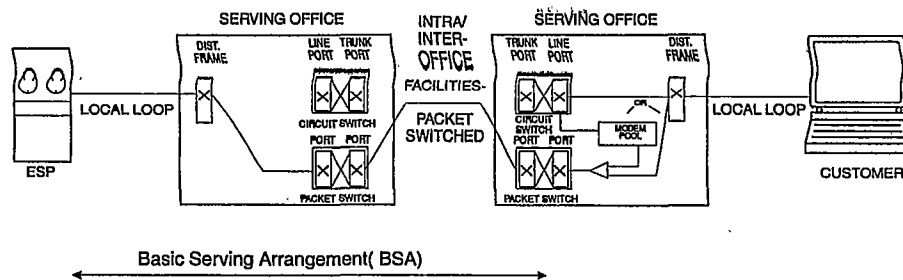 SERVING OFFICE
DIST.
FRAME
LINE
PORT
TRUNK
PORT
CIRCUIT SWITCH
PORT
PORT
PACKET SWITCH
ESP
LOCAL LOOP
INTRA/
INTER-
OFFICE
FACILITIES-
PACKET
SWITCHED
SERVING OFFICE
TRUNK
PORT
LINE
PORT
DIST.
FRAME
CIRCUIT
SWITCH
OR
MODEM
POOL
PORT
PORT
PACKET SWITCH
LOCAL LOOP
CUSTOMER
Basic Serving Arrangement( BSA)